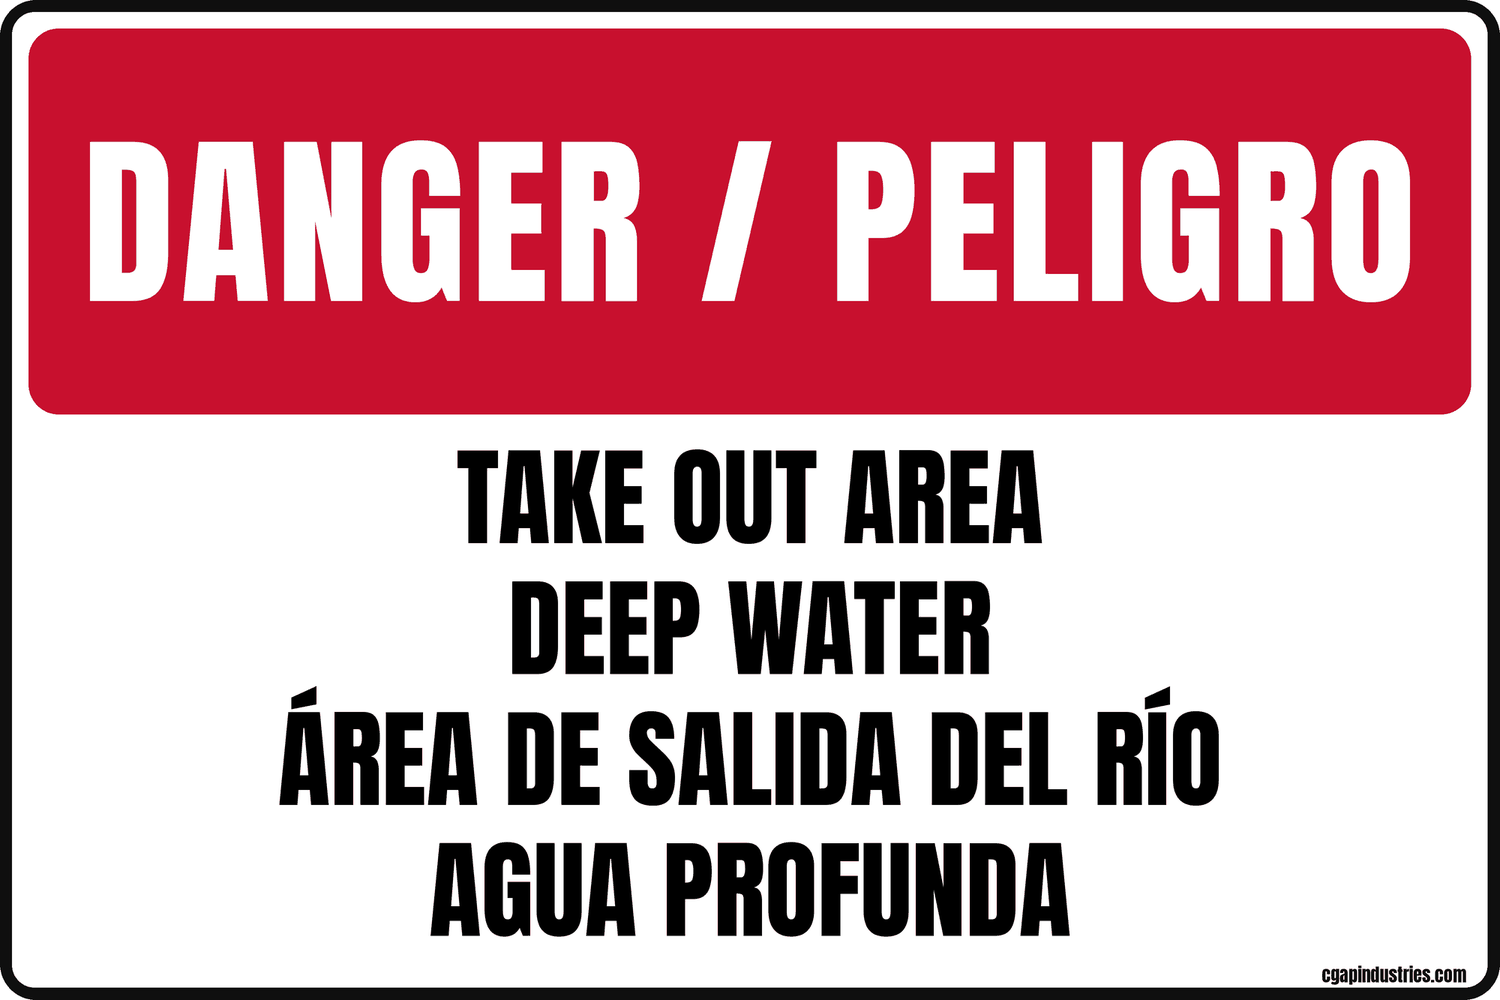 DANGER / PELIGRO
TAKE OUT AREA
DEEP WATER
ÁREA DE SALIDA DEL RÍO
AGUA PROFUNDA
cgapindustries.com